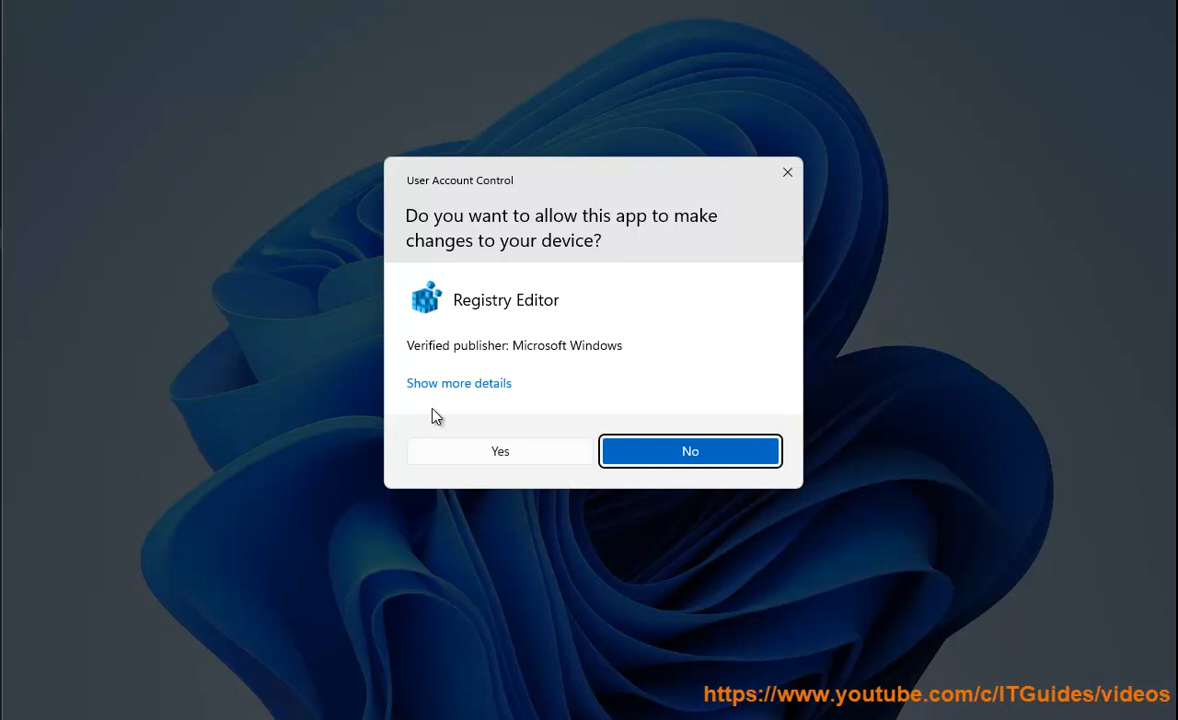 User Account Control
Do you want to allow this app to make
changes to your device?
Registry Editor
Verified publisher: Microsoft Windows
Show more details
Yes
No
https://www.youtube.com/c/ITGuides/videos